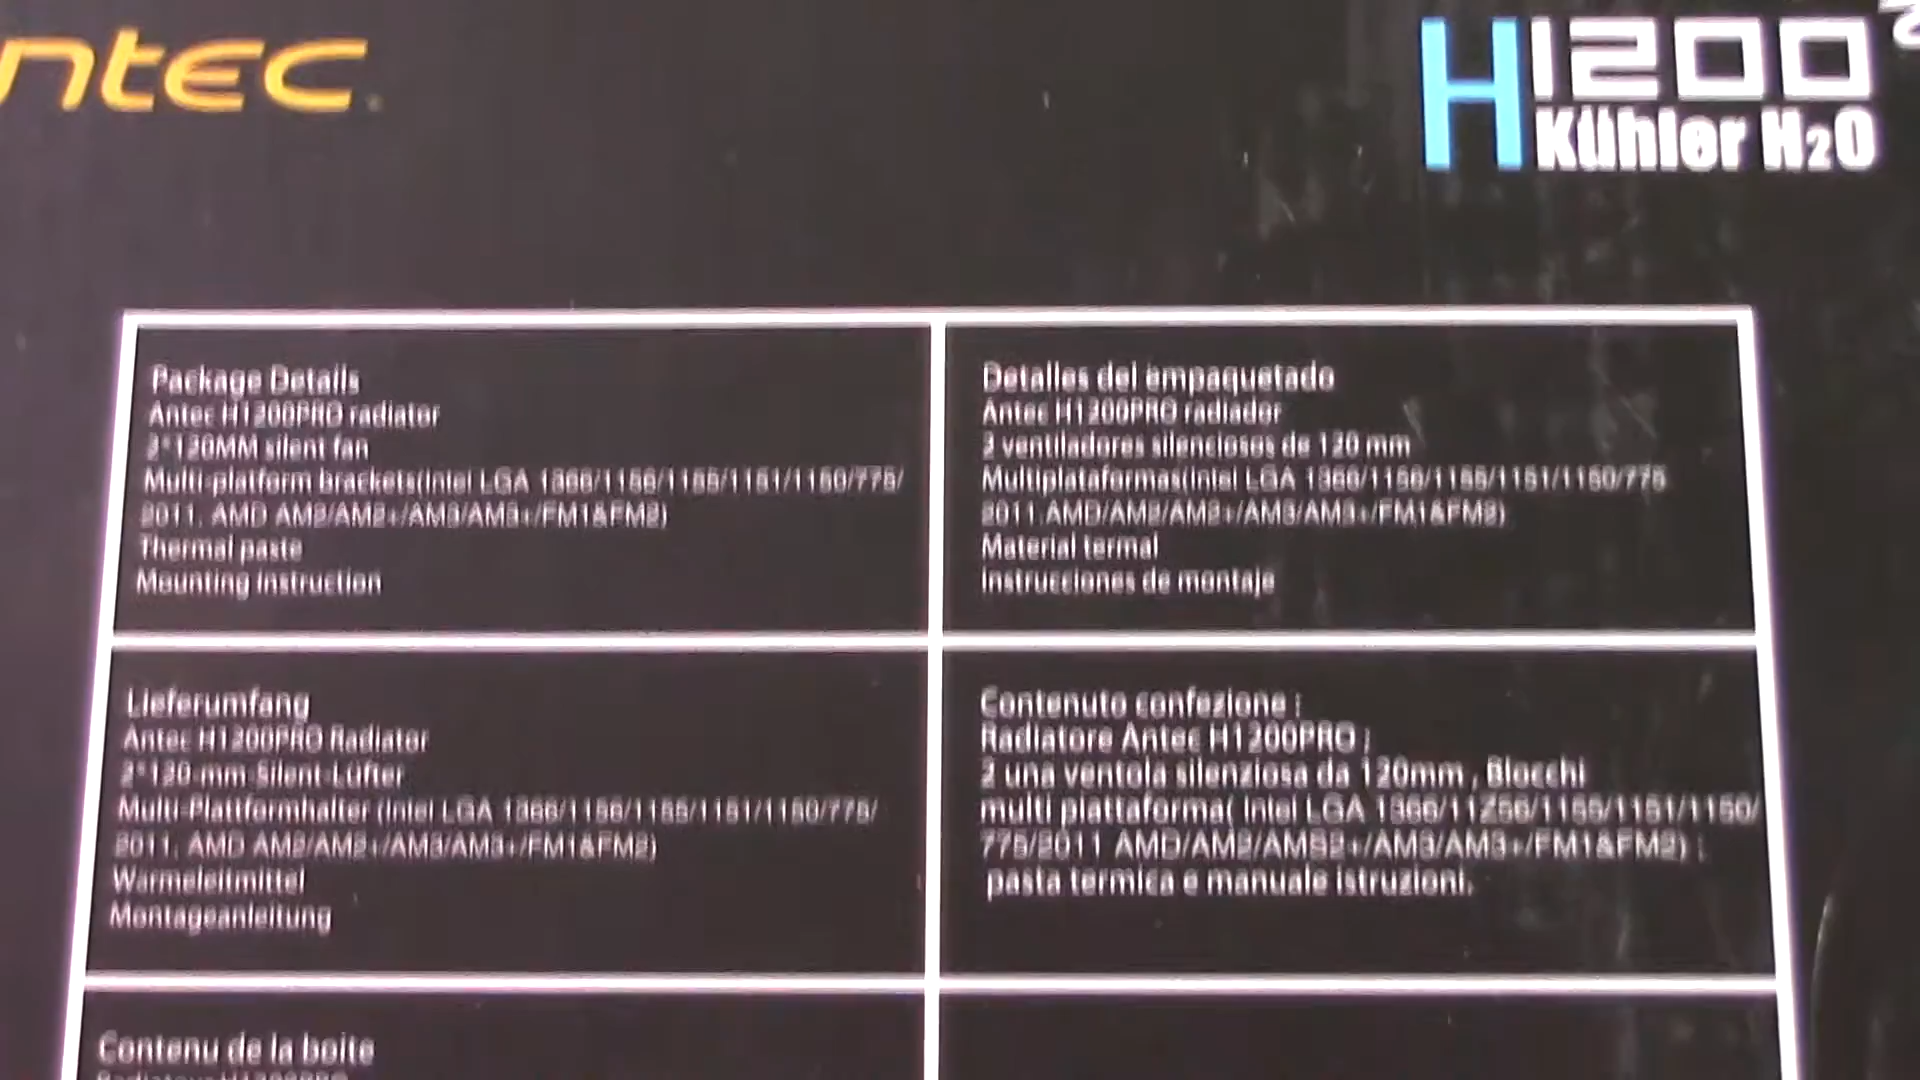 ntec
H1200
Kühler H2O
Package Details
Antec H1200PRO radiator
2*120MM silent fan
Multi-platform brackets(Intel LGA 1366/1156/1155/1151/1150/775/
2011, AMD AM2/AM2+/AM3/AM3+/FM1&FM2)
Thermal paste
Mounting instruction
Detalles del empaquetado
Antec H1200PRO radiador
2 ventiladores silenciosos de 120 mm
Multiplataformas(Intel LGA 1366/1156/1155/1151/1150/775
2011,AMD/AM2/AM2+/AM3/AM3+/FM1&FM2)
Material termal
Instrucciones de montaje
Lieferumfang
Antec H1200PRO Radiator
2*120-mm-Silent-Lüfter
Multi-Plattformhalter (Intel LGA 1366/1156/1155/1151/1150/775/
2011, AMD AM2/AM2+/AM3/AM3+/FM1&FM2)
Wärmeleitmittel
Montageanleitung
Contenuto confezione :
Radiatore Antec H1200PRO ;
2 una ventola silenziosa da 120mm , Blocchi
multi piattaforma( Intel LGA 1366/11Z56/1155/1151/1150/
775/2011 AMD/AM2/AMS2+/AM3/AM3+/FM1&FM2) ;
pasta termica e manuale istruzioni.
Contenu de la boite